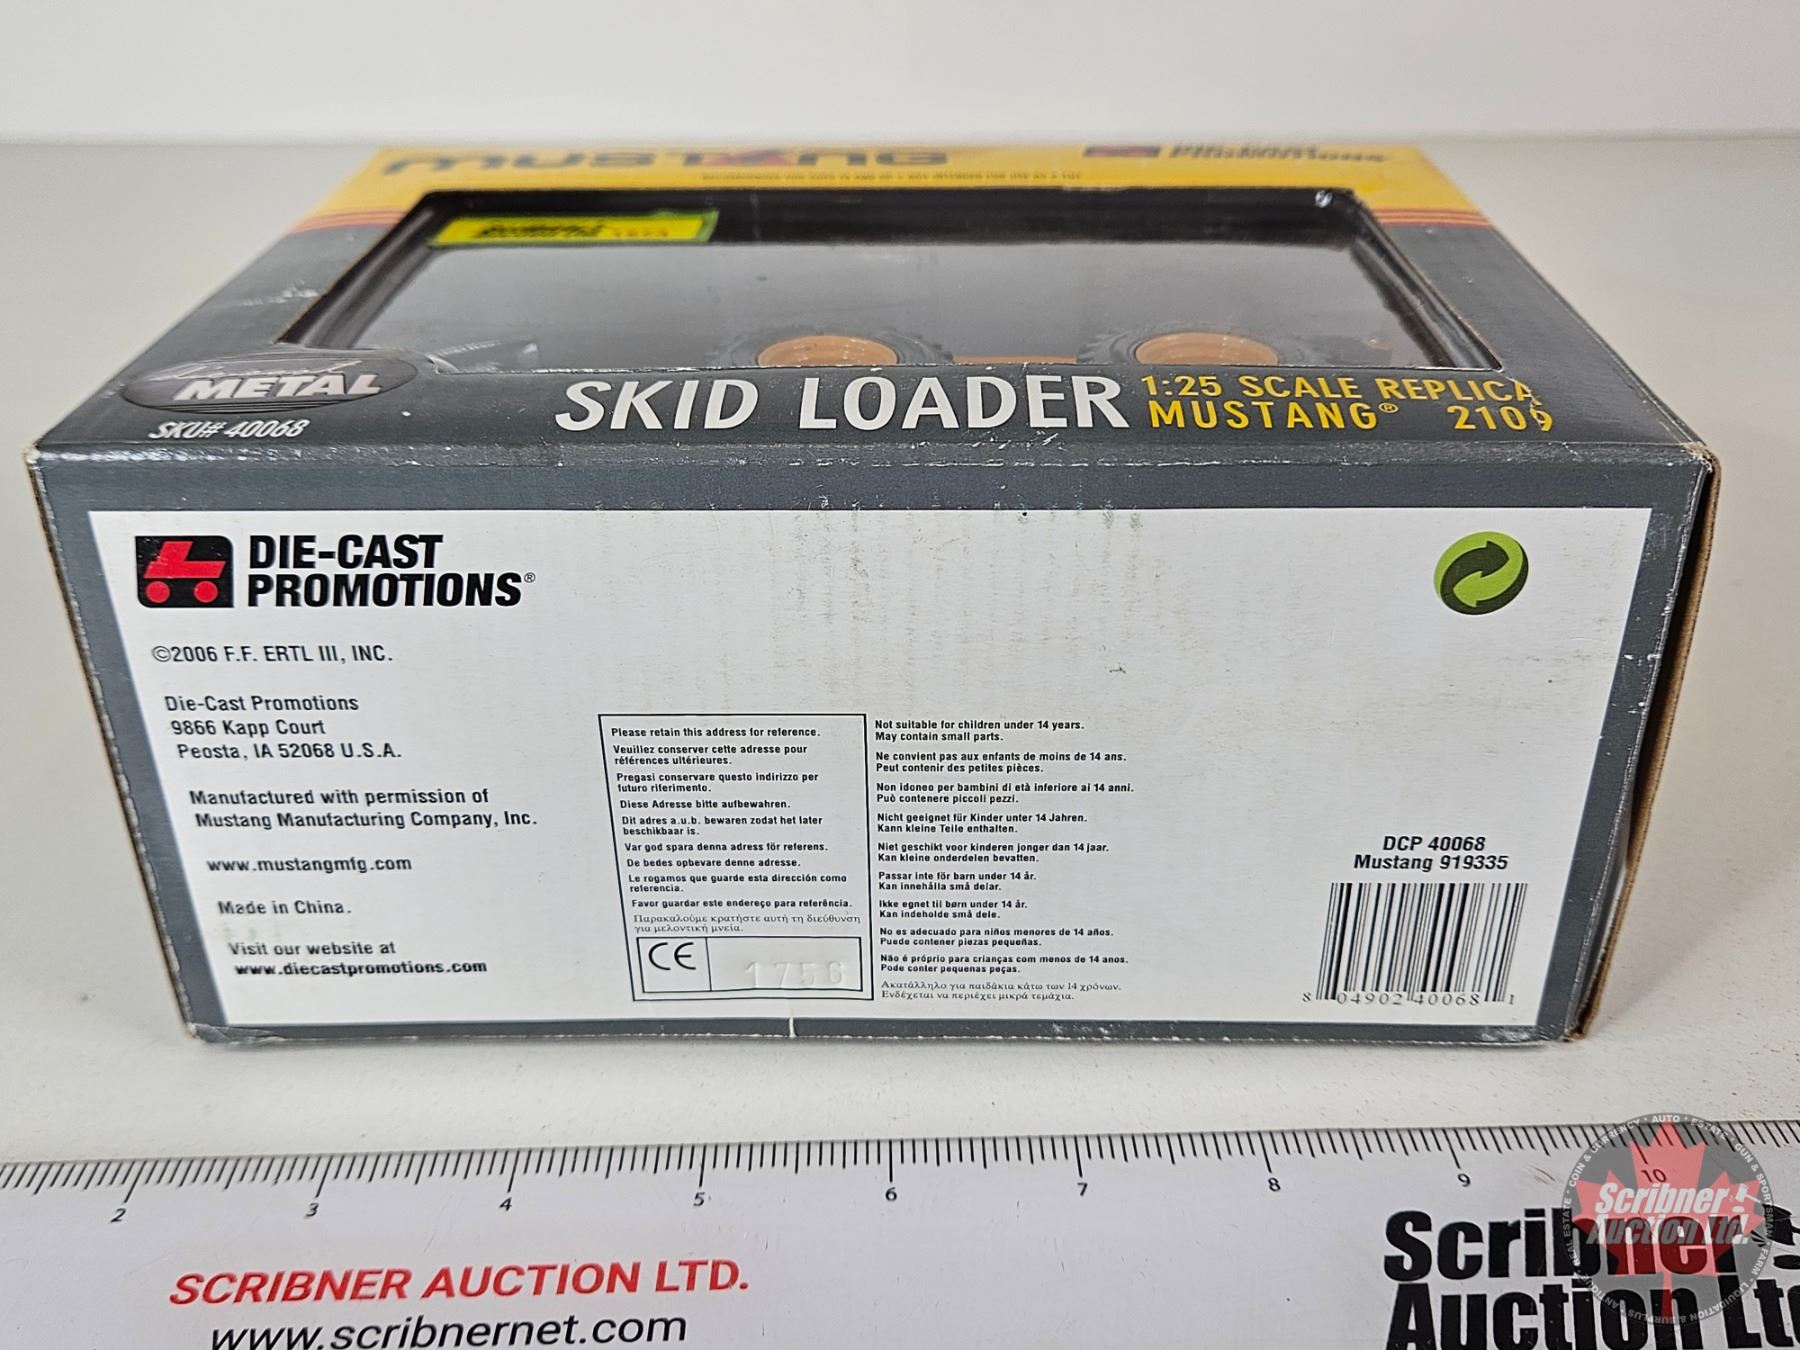 MUSTANG
DIE-CAST
PROMOTIONS
METAL
SKU# 40068
SKID LOADER
1:25 SCALE REPLICA
MUSTANG® 2109
DIE-CAST
PROMOTIONS®
©2006 F.F. ERTL III, INC.
Die-Cast Promotions
9866 Kapp Court
Peosta, IA 52068 U.S.A.
Manufactured with permission of
Mustang Manufacturing Company, Inc.
www.mustangmfg.com
Made in China.
Visit our website at
www.diecastpromotions.com
Please retain this address for reference.
Veuillez conserver cette adresse pour
références ultérieures.
Pregasi conservare questo indirizzo per
futuro riferimento.
Diese Adresse bitte aufbewahren.
Dit adres a.u.b. bewaren zodat het later
beschikbaar is.
Var god spara denna adress för referens.
De bedes opbevare denne adresse.
Le rogamos que guarde esta dirección como
referencia.
Favor guardar este endereço para referência.
Παρακαλούμε κρατήστε αυτή τη διεύθυνση
για μελοντική μνεία.
CE
1756
Not suitable for children under 14 years.
May contain small parts.
Ne convient pas aux enfants de moins de 14 ans.
Peut contenir des petites pièces.
Non idoneo per bambini di età inferiore ai 14 anni.
Può contenere piccoli pezzi.
Nicht geeignet für Kinder unter 14 Jahren.
Kann kleine Teile enthalten.
Niet geschikt voor kinderen jonger dan 14 jaar.
Kan kleine onderdelen bevatten.
Passar inte för barn under 14 år.
Kan innehålla små delar.
Ikke egnet til børn under 14 år.
Kan indeholde små dele.
No es adecuado para niños menores de 14 años.
Puede contener piezas pequeñas.
Não é próprio para crianças com menos de 14 anos.
Pode conter pequenas peças.
Ακατάλληλο για παιδάκια κάτω των 14 χρόνων.
Ενδέχεται να περιέχει μικρά τεμάχια.
DCP 40068
Mustang 919335
8 04902 40068 1
2 3 4 5 6 7 8 9 10
SCRIBNER AUCTION LTD.
www.scribnernet.com
Scribner's
Auction Lt
Scribner's
Auction Ltd.